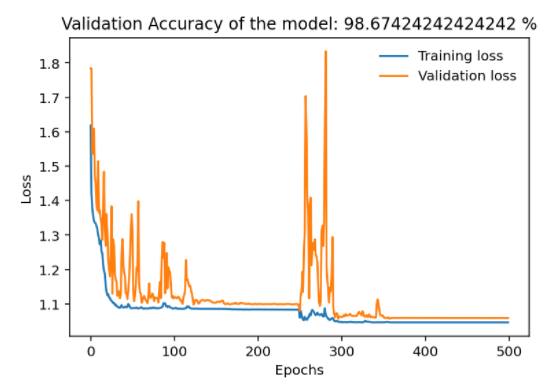 Validation Accuracy of the model: 98.67424242424242 %
Training loss
Validation loss
Loss
1.8
1.7
1.6
1.5
1.4
1.3
1.2
1.1
0 100 200 300 400 500
Epochs